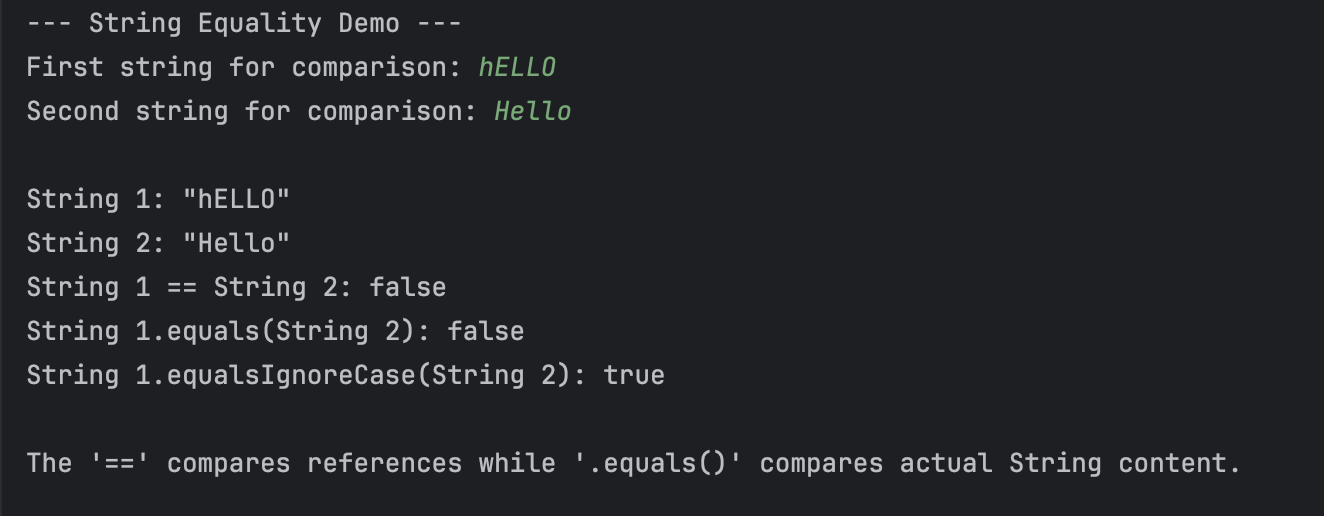 --- String Equality Demo ---
First string for comparison: hELLO
Second string for comparison: Hello
String 1: "hELLO"
String 2: "Hello"
String 1 == String 2: false
String 1.equals(String 2): false
String 1.equalsIgnoreCase(String 2): true
The '==' compares references while '.equals()' compares actual String content.